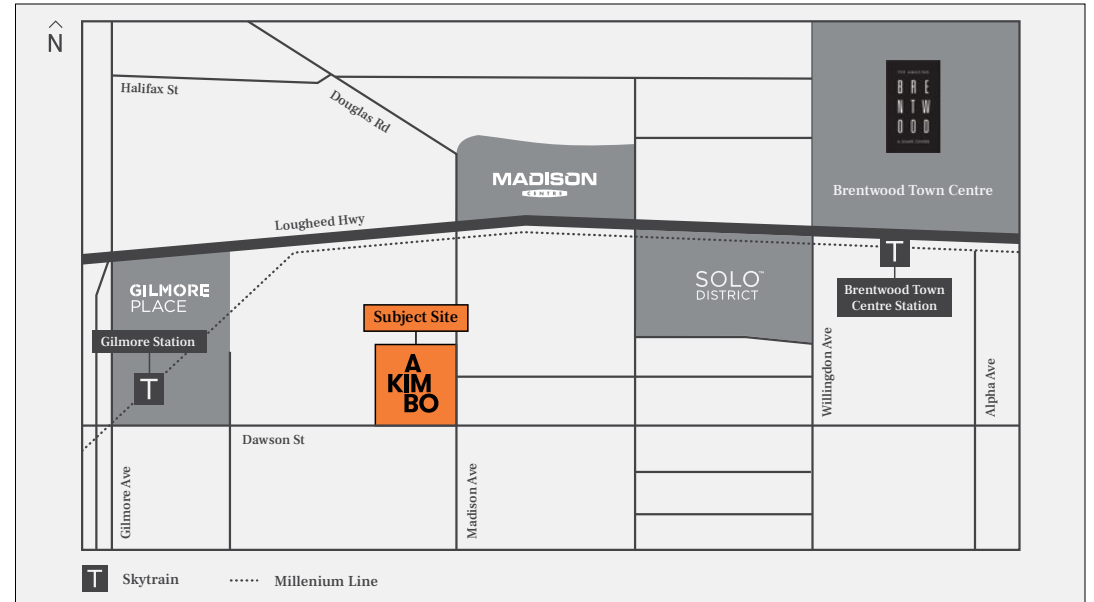 N
Halifax St
Douglas Rd
BRE
NTW
OOD
MADISON
CENTRE
Brentwood Town Centre
Lougheed Hwy
T
GILMORE
PLACE
SOLO™
DISTRICT
Brentwood Town
Centre Station
Subject Site
Gilmore Station
A
KIM
BO
T
Willingdon Ave
Alpha Ave
Dawson St
Gilmore Ave
Madison Ave
T Skytrain
Millenium Line